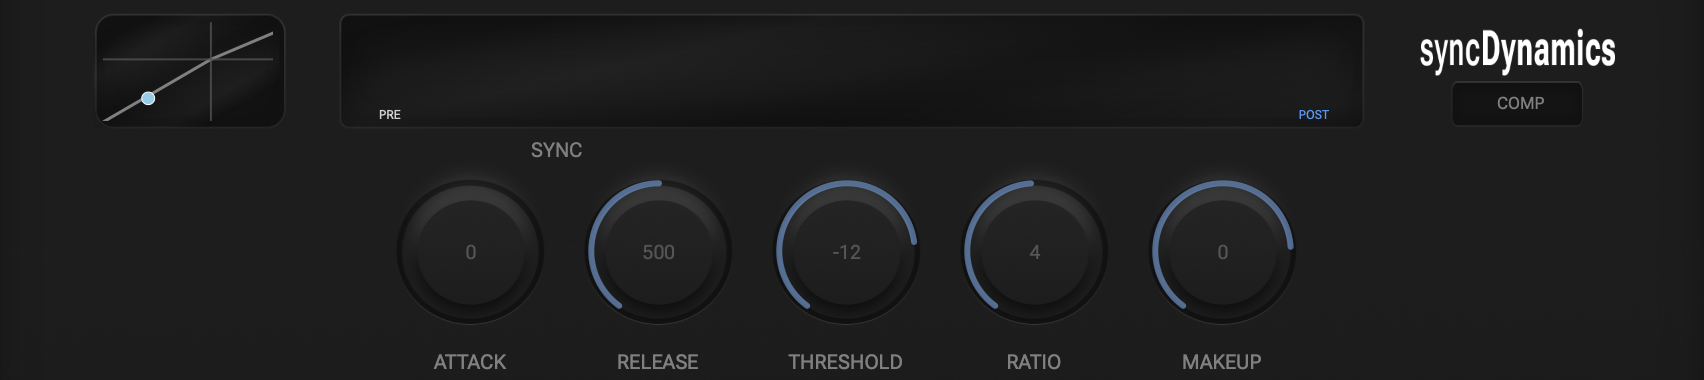 syncDynamics
COMP
PRE
POST
SYNC
0
500
-12
4
0
ATTACK
RELEASE
THRESHOLD
RATIO
MAKEUP